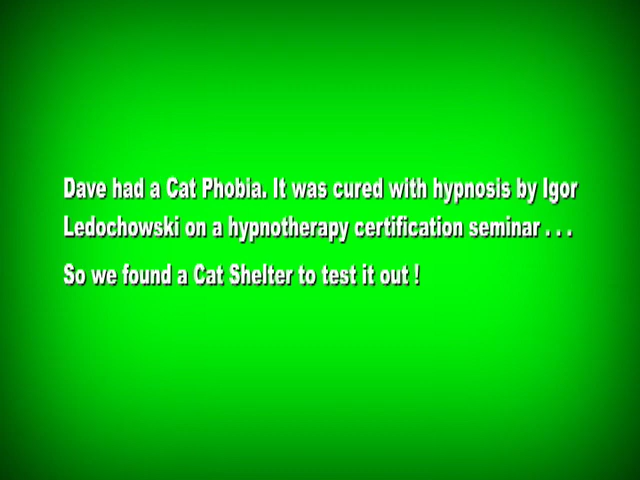 Dave had a Cat Phobia. It was cured with hypnosis by Igor
Ledochowski on a hypnotherapy certification seminar . . .
So we found a Cat Shelter to test it out !